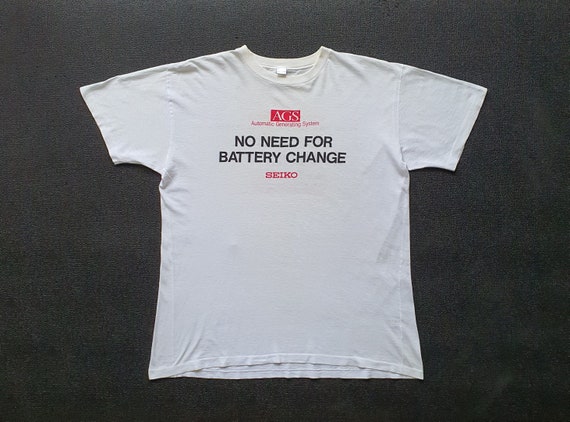 AGS
Automatic Generating System
NO NEED FOR
BATTERY CHANGE
SEIKO